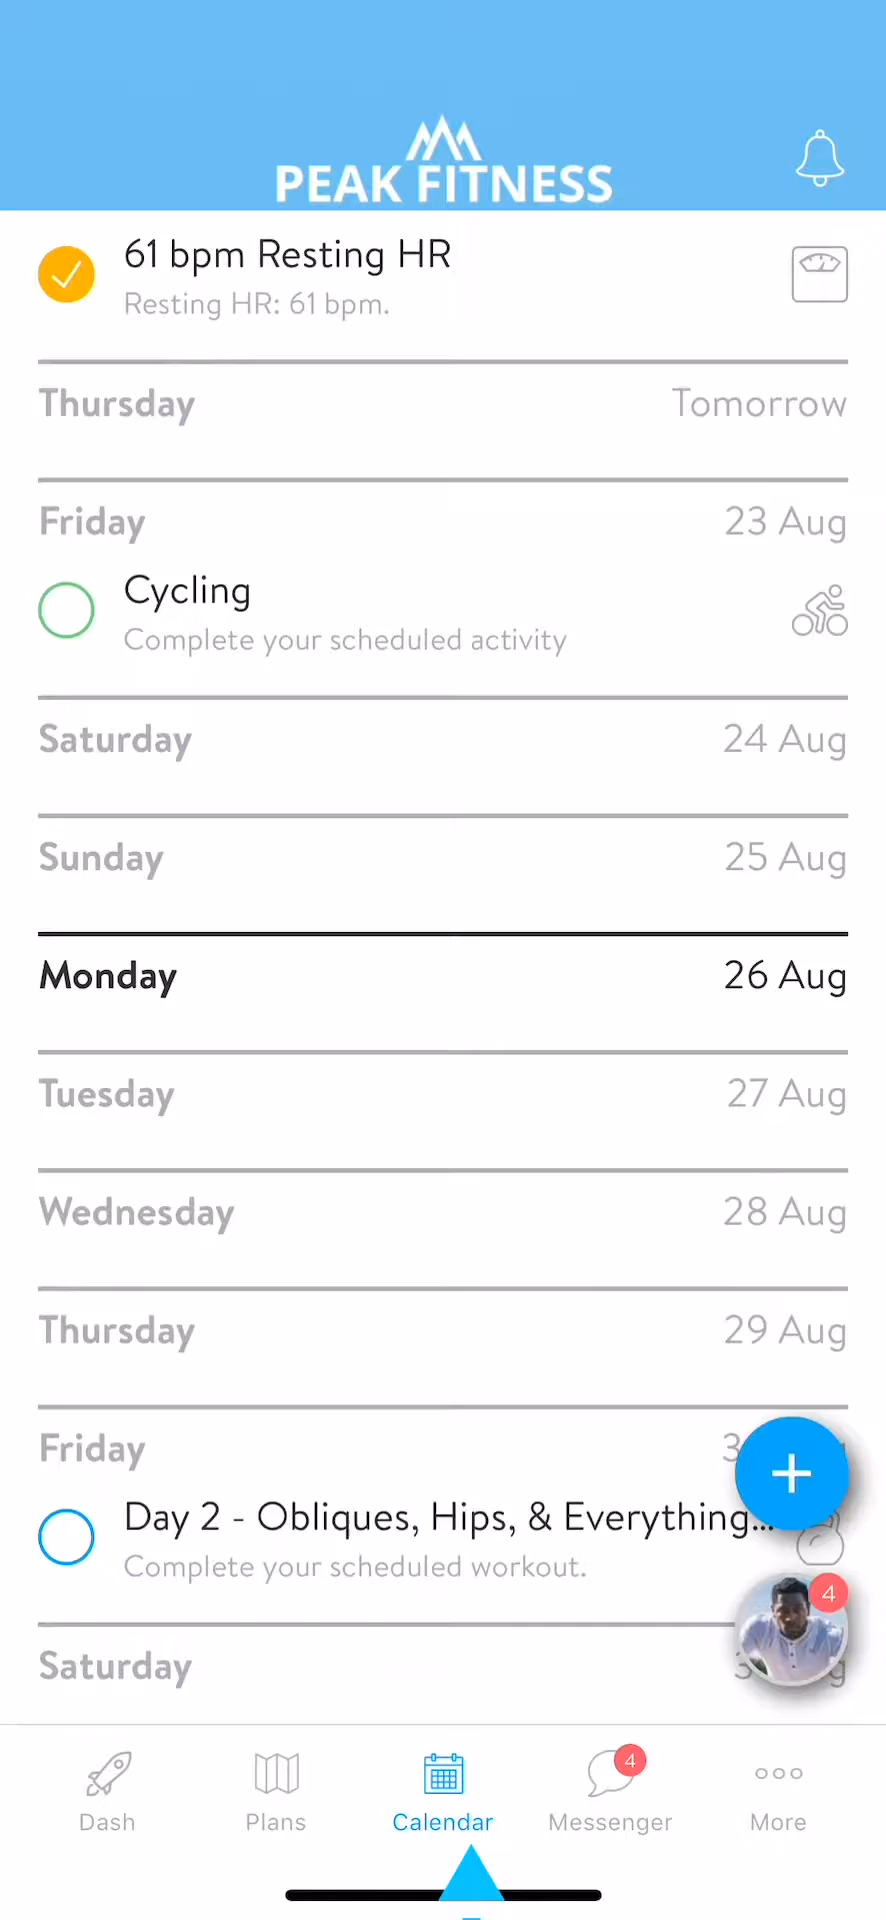 PEAK FITNESS
61 bpm Resting HR
Resting HR: 61 bpm.
Thursday Tomorrow
Friday 23 Aug
Cycling
Complete your scheduled activity
Saturday 24 Aug
Sunday 25 Aug
Monday 26 Aug
Tuesday 27 Aug
Wednesday 28 Aug
Thursday 29 Aug
Friday
Day 2 - Obliques, Hips, & Everything...
Complete your scheduled workout.
4
Saturday
4
Dash Plans Calendar Messenger More